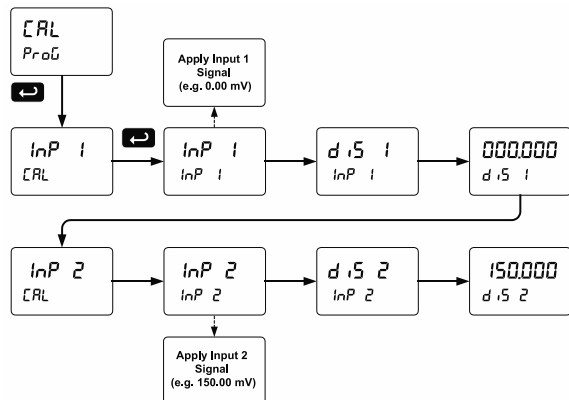 CAL
ProG
Apply Input 1
Signal
(e.g. 0.00 mV)
InP 1
CAL
InP 1
InP 1
diS 1
InP 1
000.000
diS 1
InP 2
CAL
InP 2
InP 2
diS 2
InP 2
150.000
diS 2
Apply Input 2
Signal
(e.g. 150.00 mV)